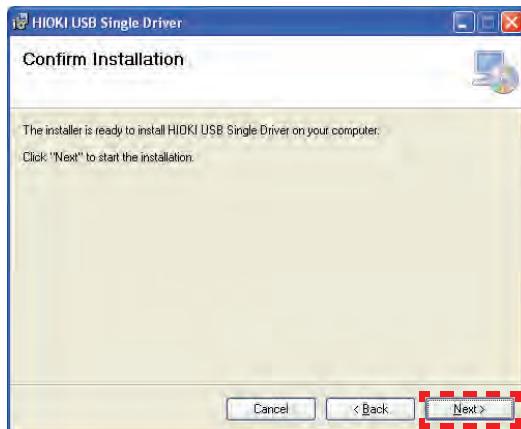 HIOKI USB Single Driver
Confirm Installation
The installer is ready to install HIOKI USB Single Driver on your computer.
Click "Next" to start the installation.
Cancel
< Back
Next >